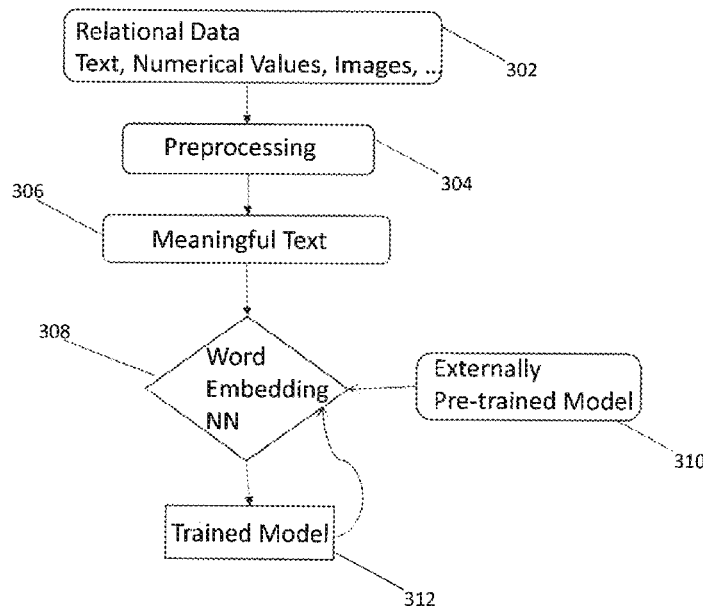 Relational Data
Text, Numerical Values, Images, ...
302
Preprocessing
304
306
Meaningful Text
308
Word
Embedding
NN
Externally
Pre-trained Model
310
Trained Model
312